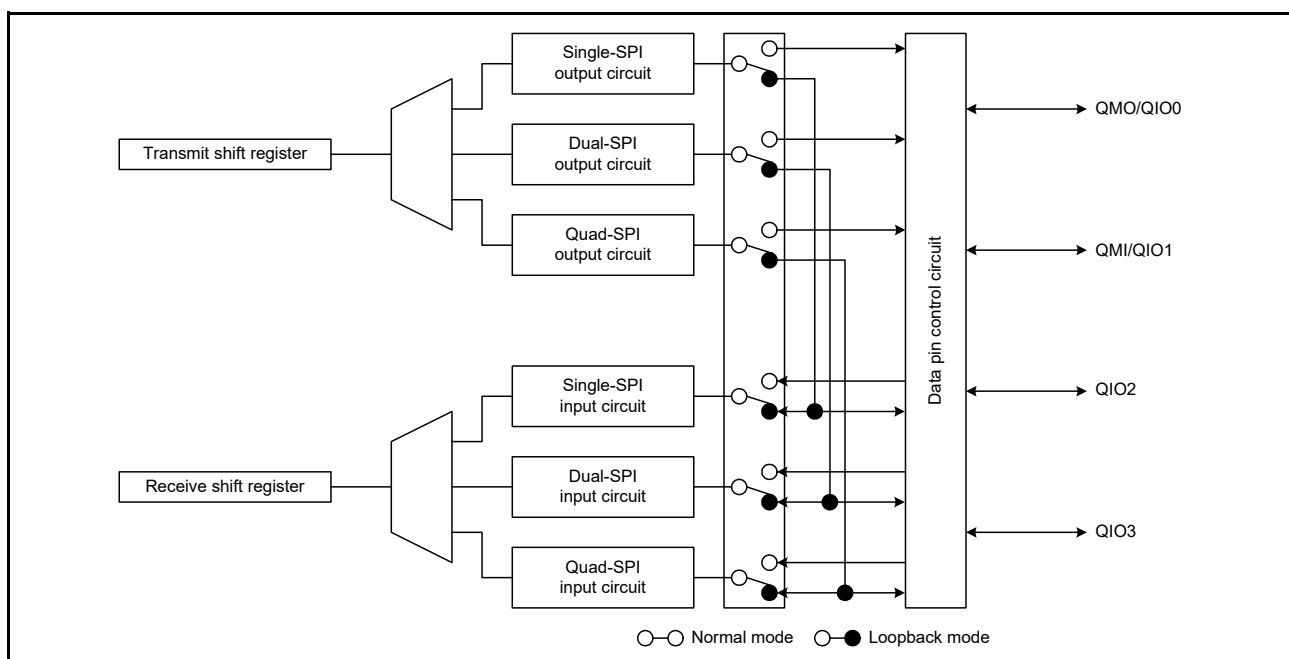 Single-SPI
output circuit
QMO/QIO0
Transmit shift register
Dual-SPI
output circuit
Quad-SPI
output circuit
QMI/QIO1
Data pin control circuit
Single-SPI
input circuit
QIO2
Receive shift register
Dual-SPI
input circuit
QIO3
Quad-SPI
input circuit
Normal mode
Loopback mode